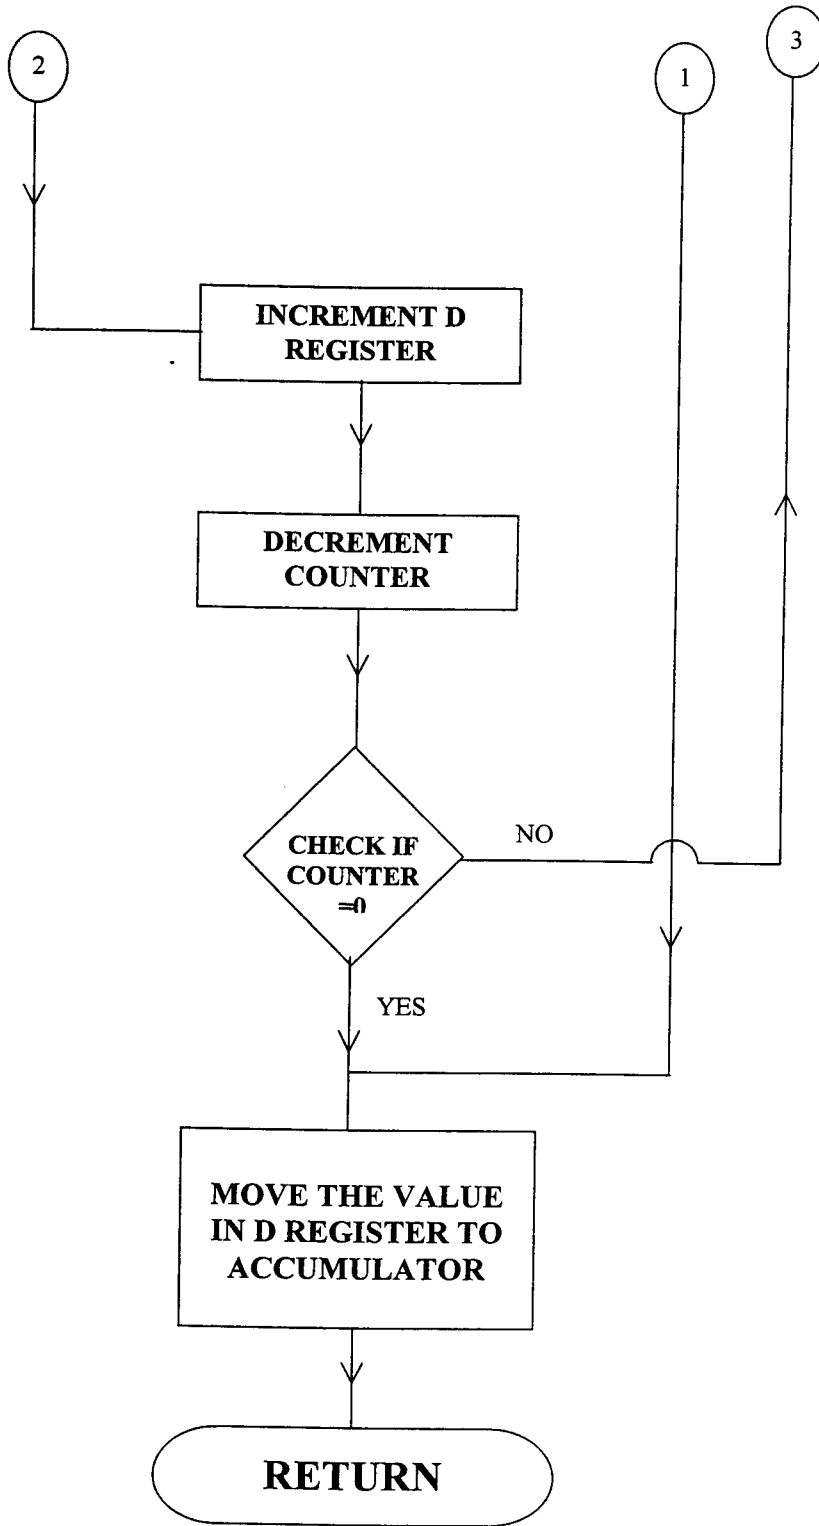 2
1
3
INCREMENT D
REGISTER
DECREMENT
COUNTER
CHECK IF
COUNTER
=0
NO
YES
MOVE THE VALUE
IN D REGISTER TO
ACCUMULATOR
RETURN